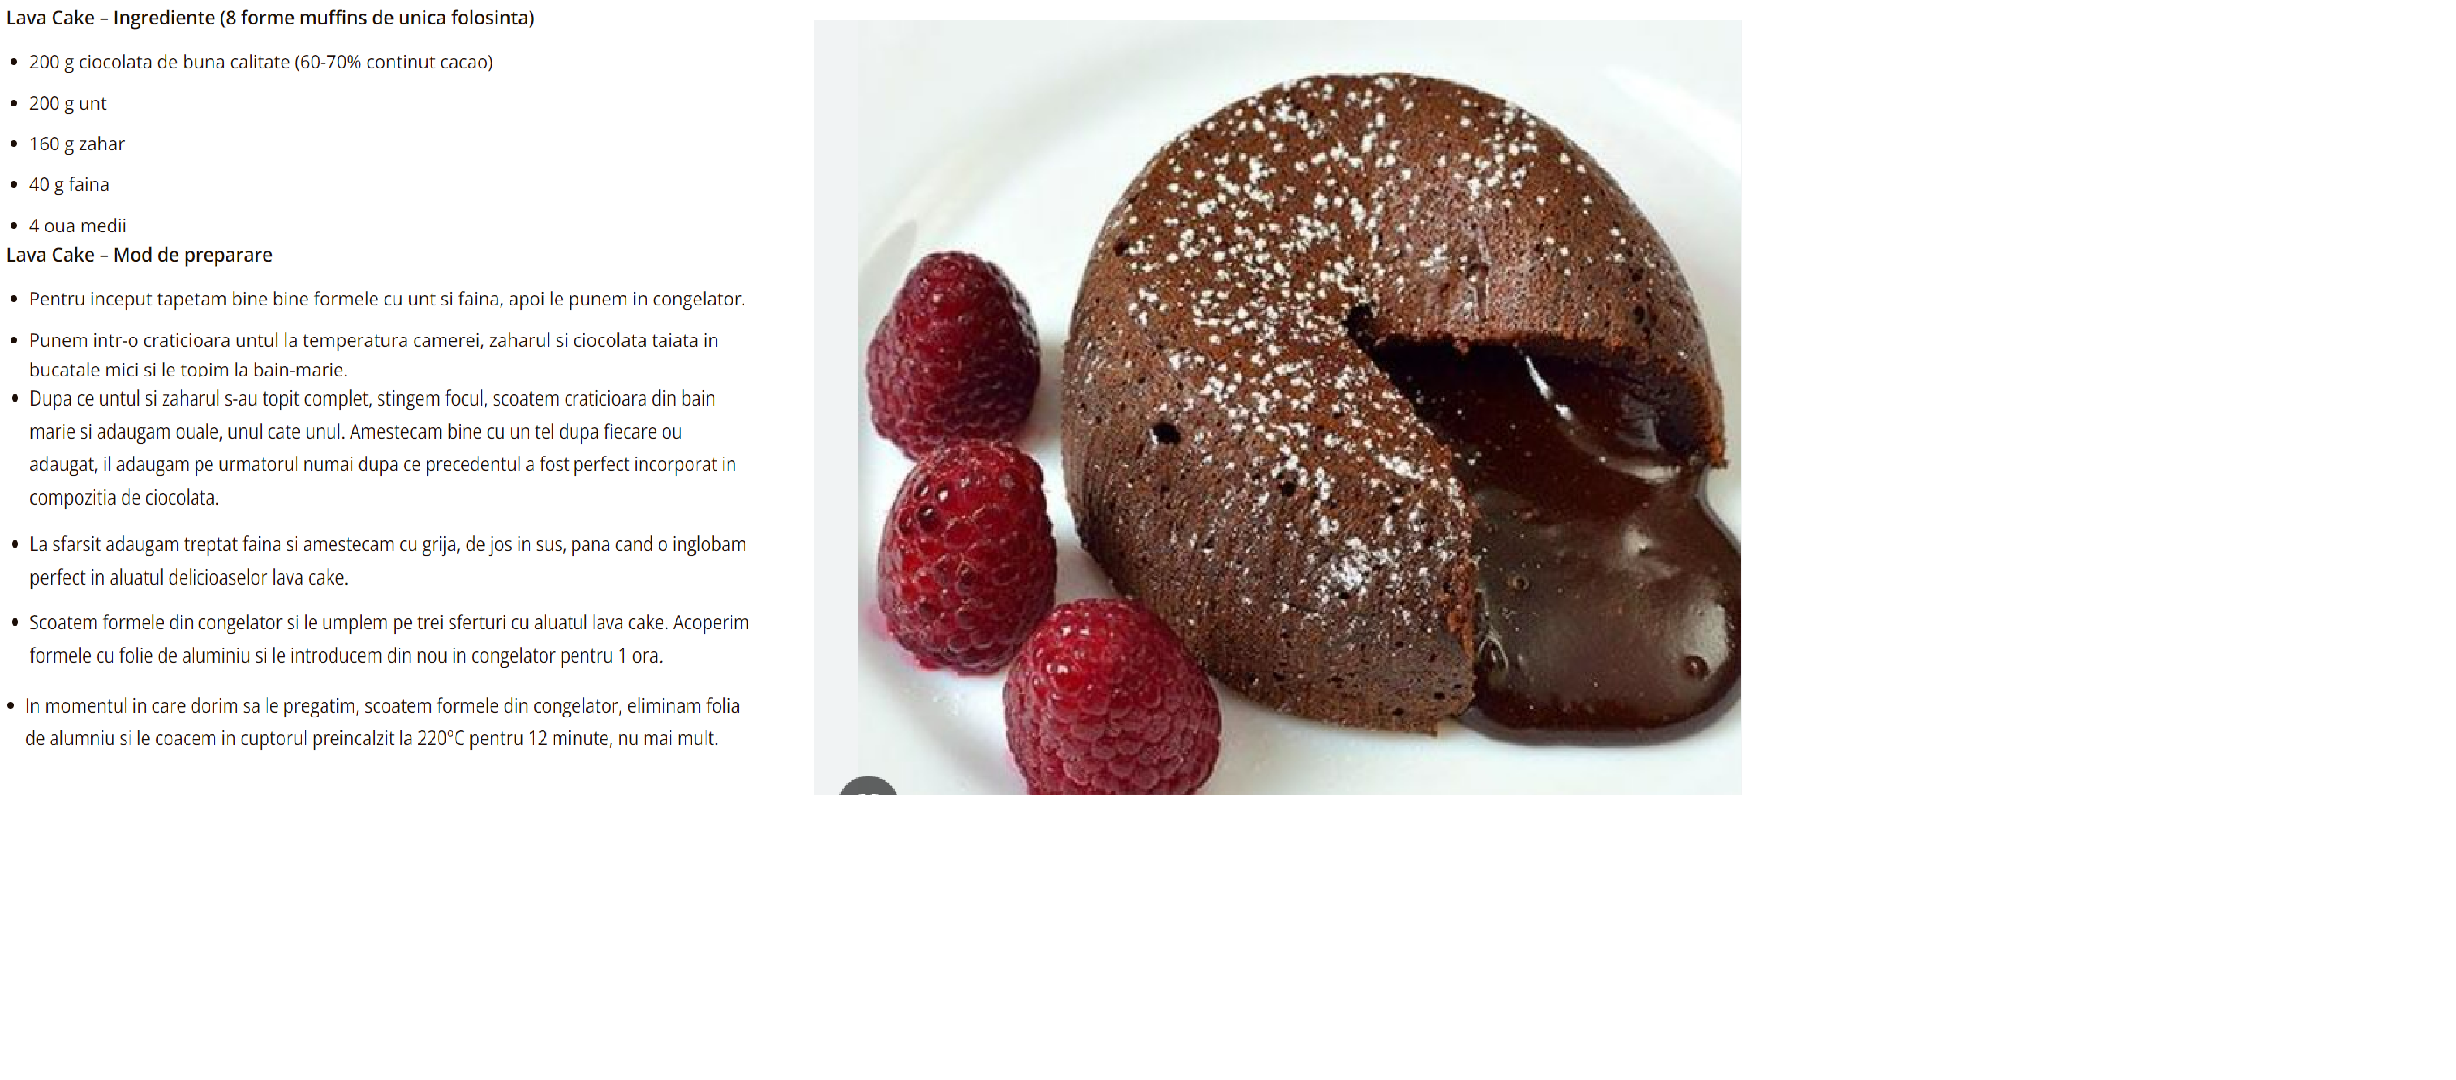 Lava Cake – Ingrediente (8 forme muffins de unica folosinta)
• 200 g ciocolata de buna calitate (60-70% continut cacao)
• 200 g unt
• 160 g zahar
• 40 g faina
• 4 oua medii
Lava Cake – Mod de preparare
• Pentru inceput tapetam bine bine formele cu unt si faina, apoi le punem in congelator.
• Punem intr-o craticioara untul la temperatura camerei, zaharul si ciocolata taiata in
bucatale mici si le topim la bain-marie.
• Dupa ce untul si zaharul s-au topit complet, stingem focul, scoatem craticioara din bain
marie si adaugam ouale, unul cate unul. Amestecam bine cu un tel dupa fiecare ou
adaugat, il adaugam pe urmatorul numai dupa ce precedentul a fost perfect incorporat in
compozitia de ciocolata.
• La sfarsit adaugam treptat faina si amestecam cu grija, de jos in sus, pana cand o inglobam
perfect in aluatul delicioaselor lava cake.
• Scoatem formele din congelator si le umplem pe trei sferturi cu aluatul lava cake. Acoperim
formele cu folie de aluminiu si le introducem din nou in congelator pentru 1 ora.
• In momentul in care dorim sa le pregatim, scoatem formele din congelator, eliminam folia
de alumniu si le coacem in cuptorul preincalzit la 220°C pentru 12 minute, nu mai mult.